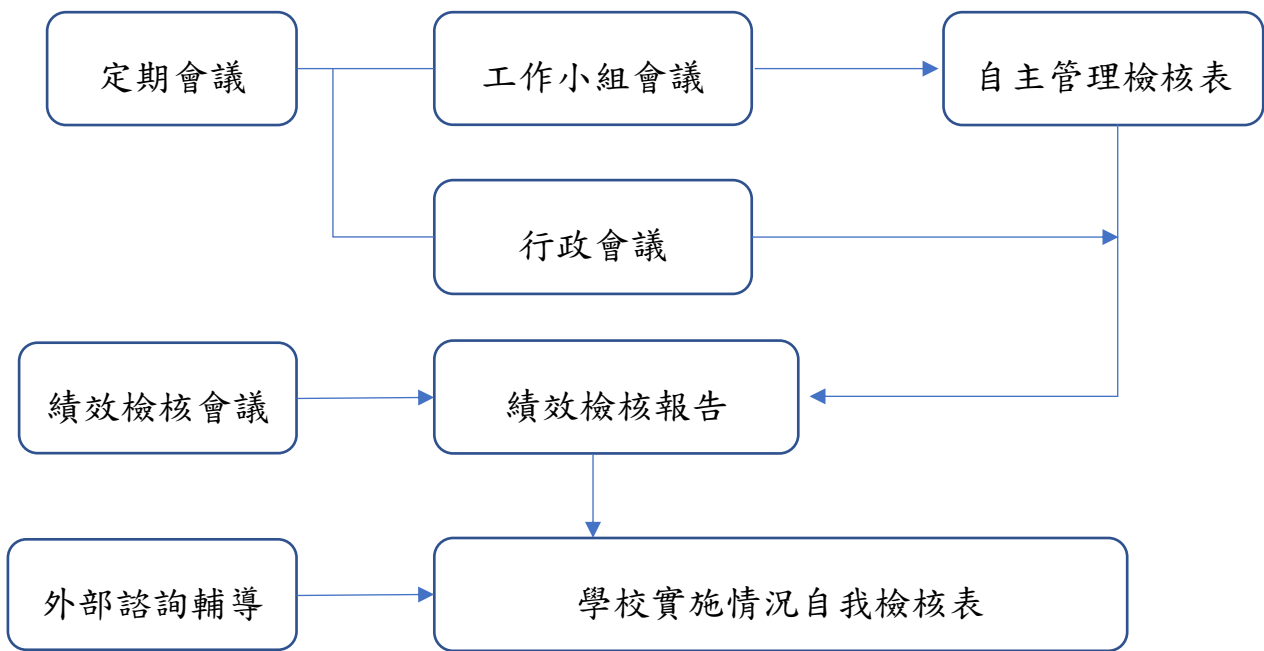 定期會議
工作小組會議
自主管理檢核表
行政會議
績效檢核會議
績效檢核報告
外部諮詢輔導
學校實施情況自我檢核表